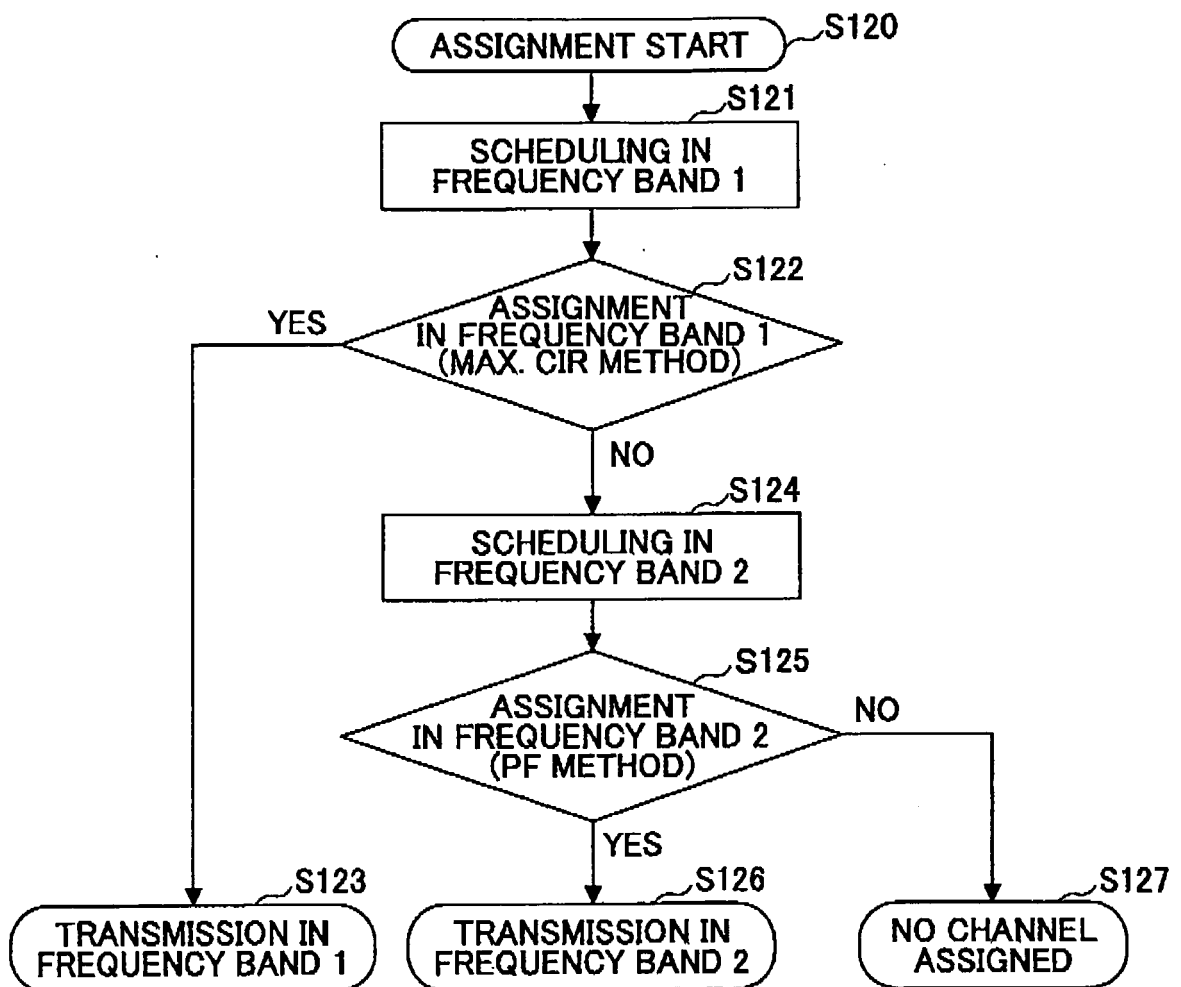 ASSIGNMENT START
S120
S121
SCHEDULING IN
FREQUENCY BAND 1
S122
ASSIGNMENT
IN FREQUENCY BAND 1
(MAX. CIR METHOD)
YES
NO
S124
SCHEDULING IN
FREQUENCY BAND 2
S125
ASSIGNMENT
IN FREQUENCY BAND 2
(PF METHOD)
NO
YES
S123
TRANSMISSION IN
FREQUENCY BAND 1
S126
TRANSMISSION IN
FREQUENCY BAND 2
S127
NO CHANNEL
ASSIGNED